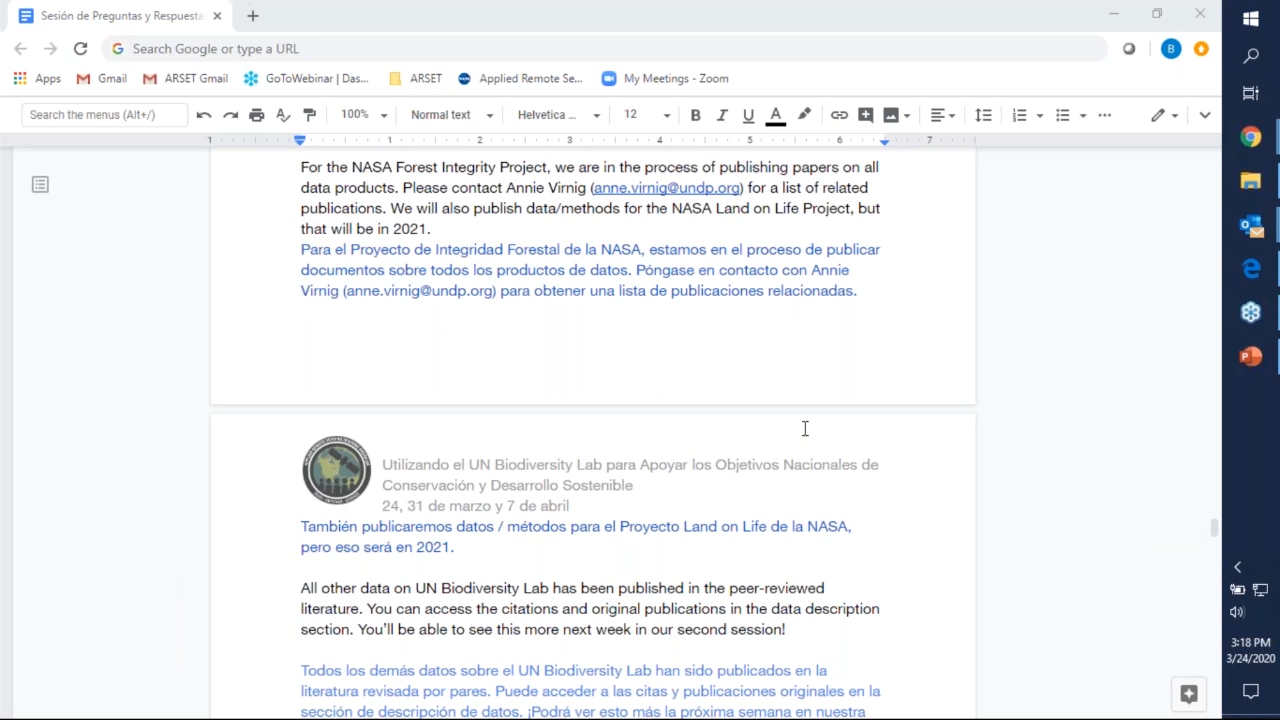 Sesión de Preguntas y Respuesta
Search Google or type a URL
B
Apps
Gmail
ARSET Gmail
GoToWebinar | Das...
ARSET
Applied Remote Se...
My Meetings - Zoom
Search the menus (Alt+/)
100%
Normal text
Helvetica ...
12
B I U A
1 1 2 3 4 5 6 7
For the NASA Forest Integrity Project, we are in the process of publishing papers on all
data products. Please contact Annie Virnig (anne.virnig@undp.org) for a list of related
publications. We will also publish data/methods for the NASA Land on Life Project, but
that will be in 2021.
Para el Proyecto de Integridad Forestal de la NASA, estamos en el proceso de publicar
documentos sobre todos los productos de datos. Póngase en contacto con Annie
Virnig (anne.virnig@undp.org) para obtener una lista de publicaciones relacionadas.
Utilizando el UN Biodiversity Lab para Apoyar los Objetivos Nacionales de
Conservación y Desarrollo Sostenible
24, 31 de marzo y 7 de abril
También publicaremos datos / métodos para el Proyecto Land on Life de la NASA,
pero eso será en 2021.
All other data on UN Biodiversity Lab has been published in the peer-reviewed
literature. You can access the citations and original publications in the data description
section. You'll be able to see this more next week in our second session!
Todos los demás datos sobre el UN Biodiversity Lab han sido publicados en la
literatura revisada por pares. Puede acceder a las citas y publicaciones originales en la
sección de descripción de datos. ¡Podrá ver esto más la próxima semana en nuestra
3:18 PM
3/24/2020